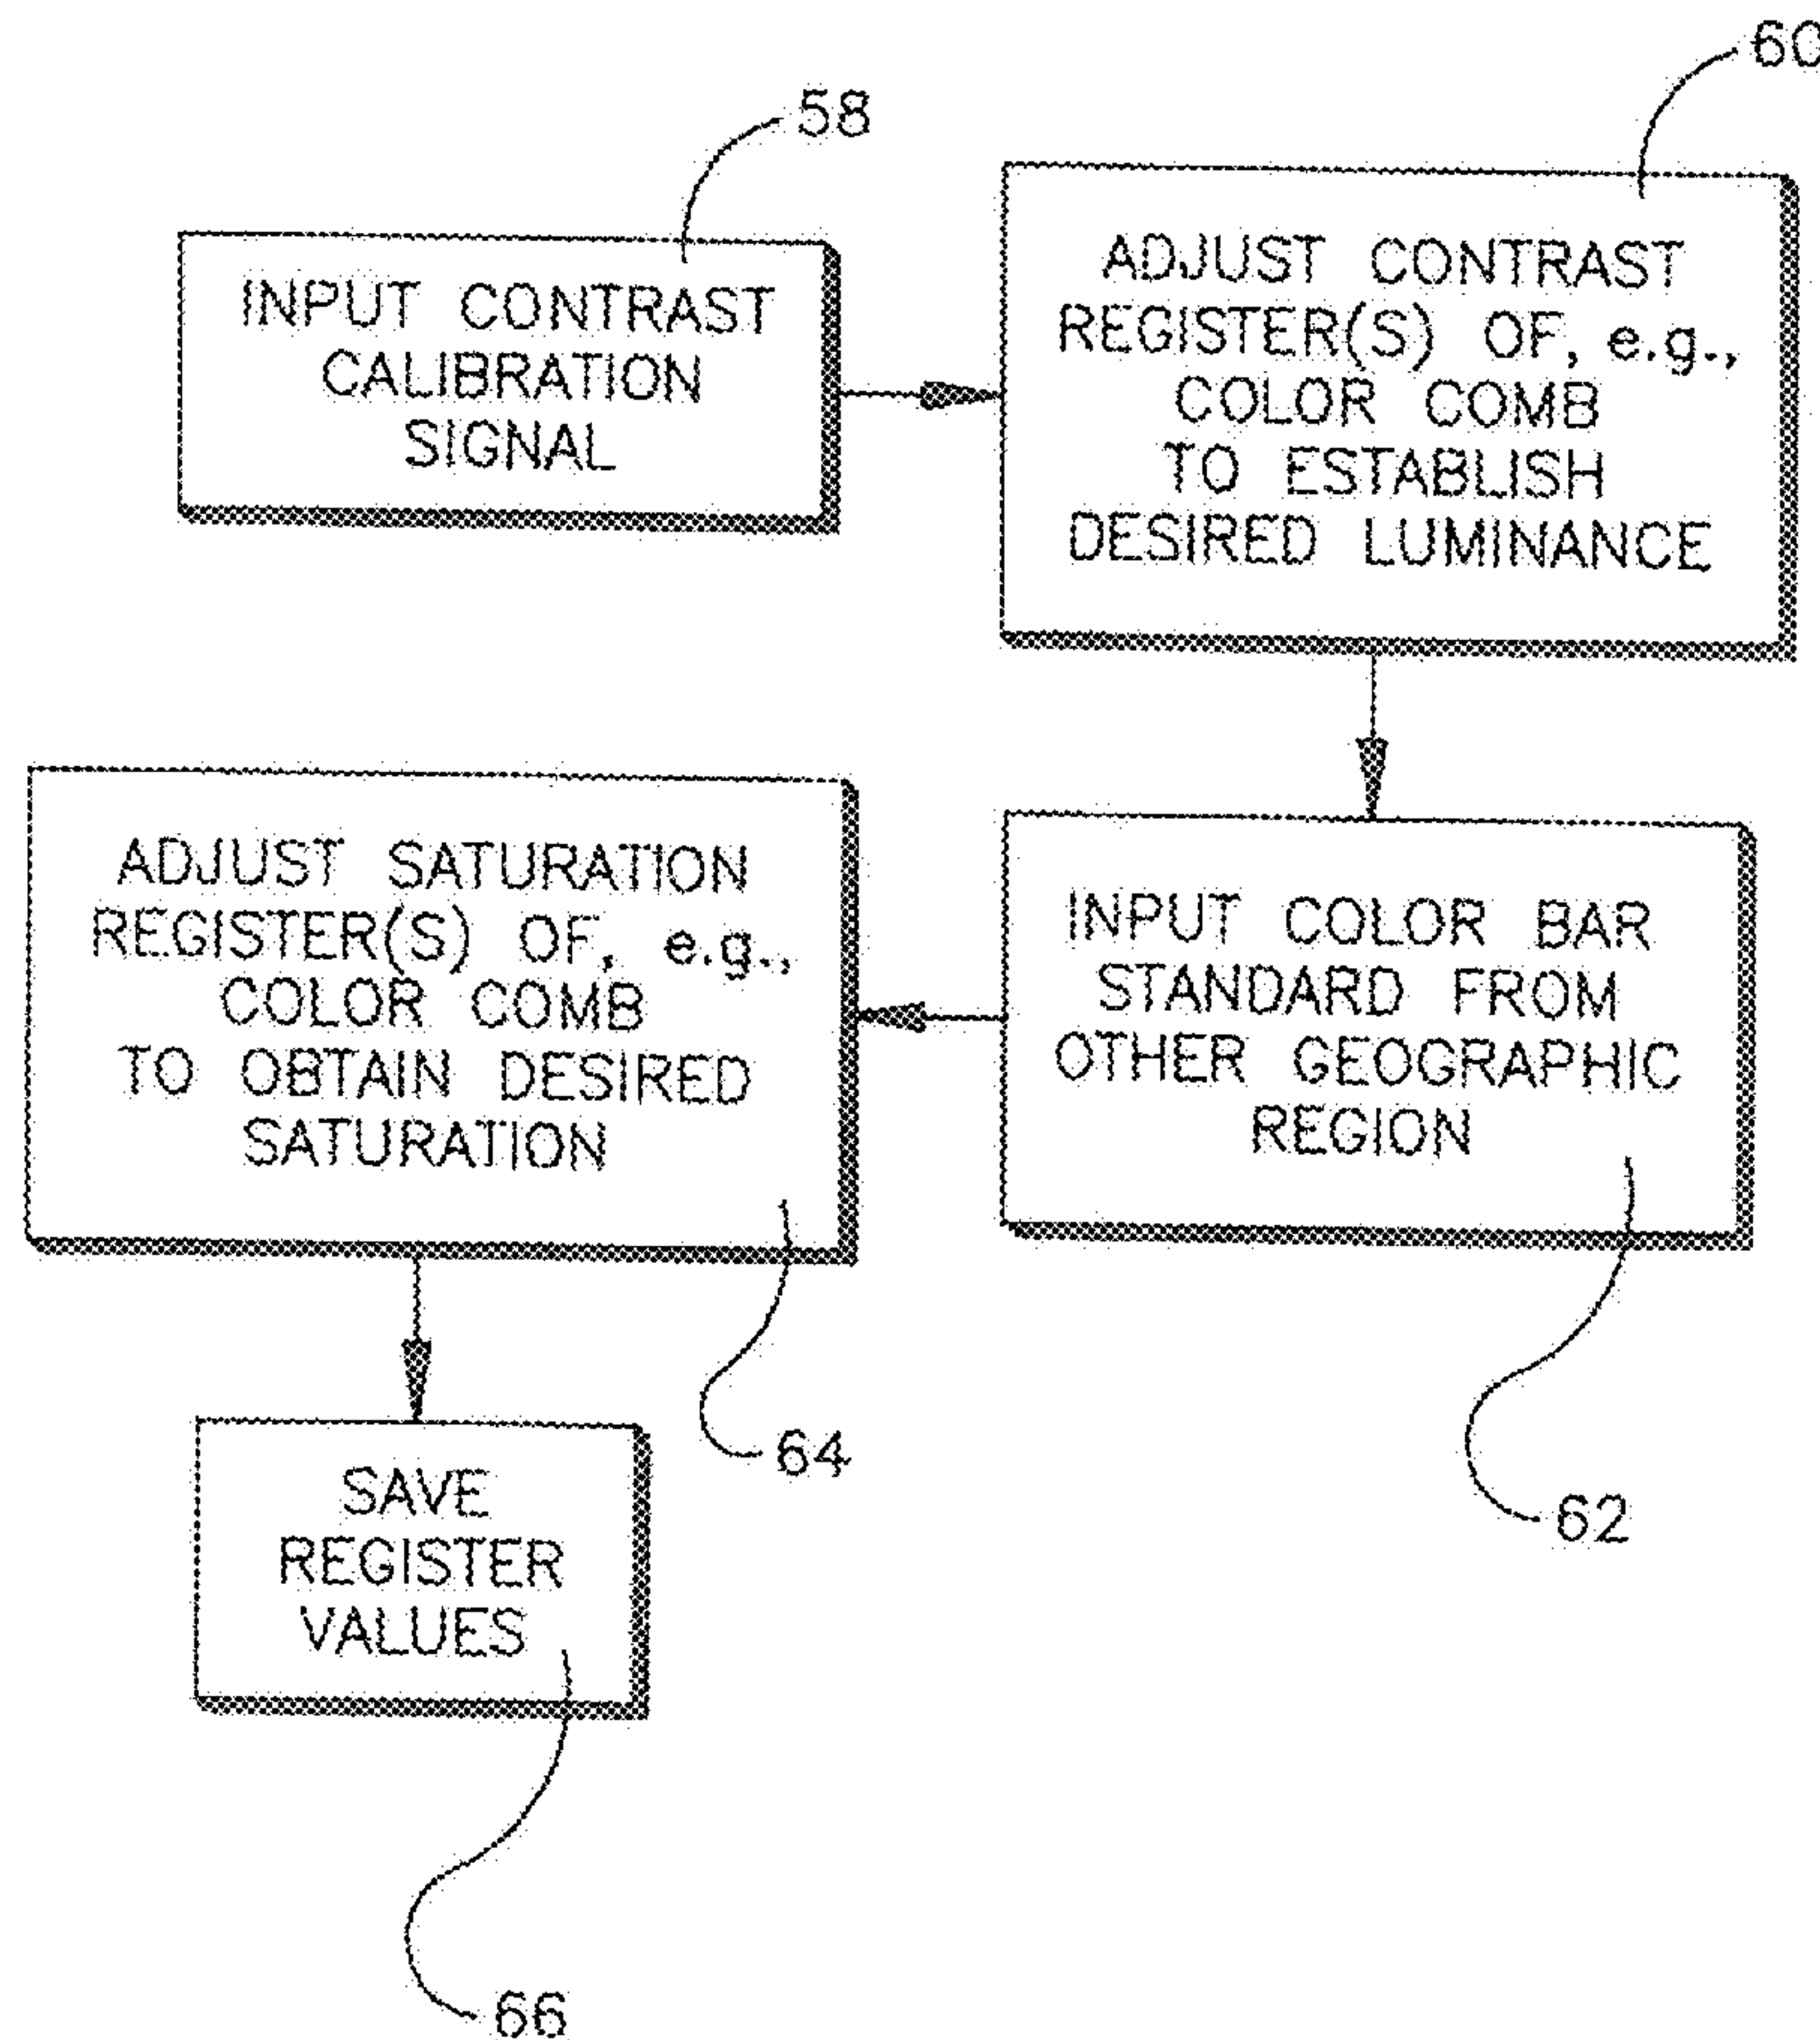 60
58
INPUT CONTRAST
CALIBRATION
SIGNAL
ADJUST CONTRAST
REGISTER(S) OF, e.g.,
COLOR COMB
TO ESTABLISH
DESIRED LUMINANCE
INPUT COLOR BAR
STANDARD FROM
OTHER GEOGRAPHIC
REGION
62
ADJUST SATURATION
REGISTER(S) OF, e.g.,
COLOR COMB
TO OBTAIN DESIRED
SATURATION
64
SAVE
REGISTER
VALUES
66